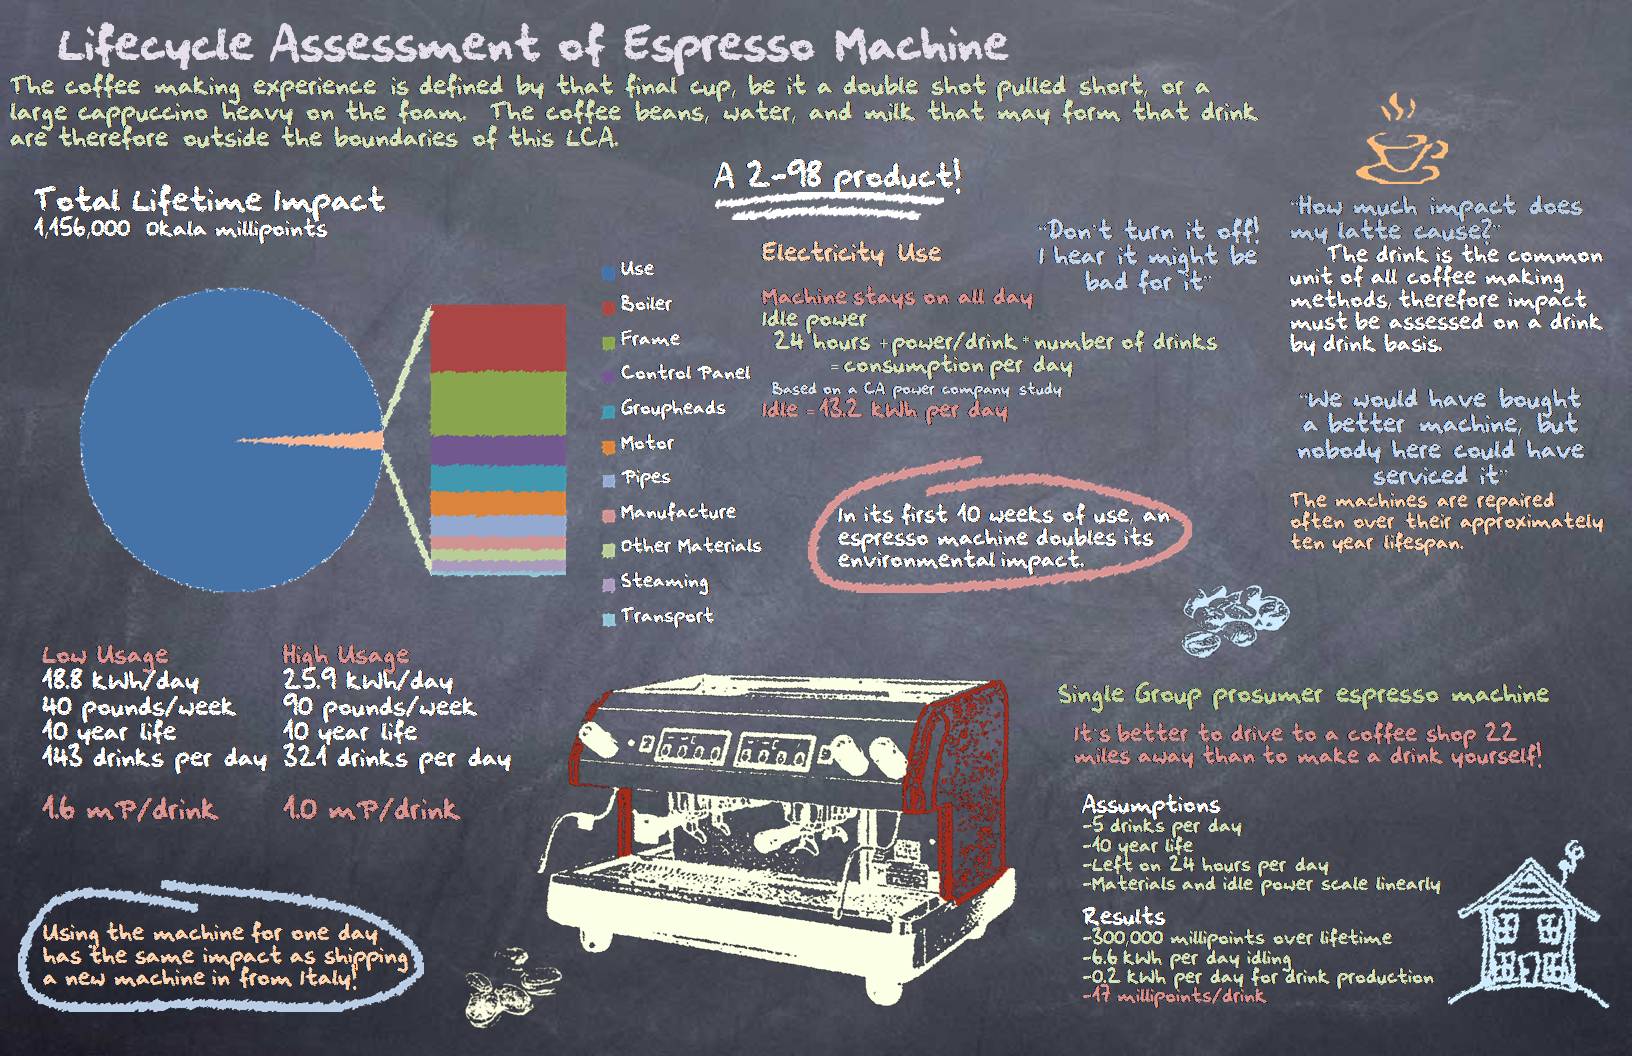 Lifecycle Assessment of Espresso Machine
The coffee making experience is defined by that final cup, be it a double shot pulled short, or a
large cappuccino heavy on the foam. The coffee beans, water, and milk that may form that drink
are therefore outside the boundaries of this LCA.
A 2-98 product!
Total Lifetime Impact
1,156,000 Okala millipoints
Use
Boiler
Frame
Control Panel
Groupheads
Motor
Pipes
Manufacture
Other Materials
Steaming
Transport
Electricity Use
Machine stays on all day
Idle power
24 hours +power/drink * number of drinks
= consumption per day
Based on a CA power company study
Idle = 13.2 kWh per day
"Don't turn it off!
I hear it might be
bad for it"
"How much impact does
my latte cause?"
The drink is the common
unit of all coffee making
methods, therefore impact
must be assessed on a drink
by drink basis.
"We would have bought
a better machine, but
nobody here could have
serviced it"
The machines are repaired
often over their approximately
ten year lifespan.
In its first 10 weeks of use, an
espresso machine doubles its
environmental impact.
Low Usage
18.8 kWh/day
40 pounds/week
10 year life
143 drinks per day
1.6 mP/drink
High Usage
25.9 kWh/day
90 pounds/week
10 year life
321 drinks per day
1.0 mP/drink
Using the machine for one day
has the same impact as shipping
a new machine in from Italy!
Single Group prosumer espresso machine
It's better to drive to a coffee shop 22
miles away than to make a drink yourself!
Assumptions
-5 drinks per day
-10 year life
-Left on 24 hours per day
-Materials and idle power scale linearly
Results
-300,000 millipoints over lifetime
-6.6 kWh per day idling
-0.2 kWh per day for drink production
-17 millipoints/drink